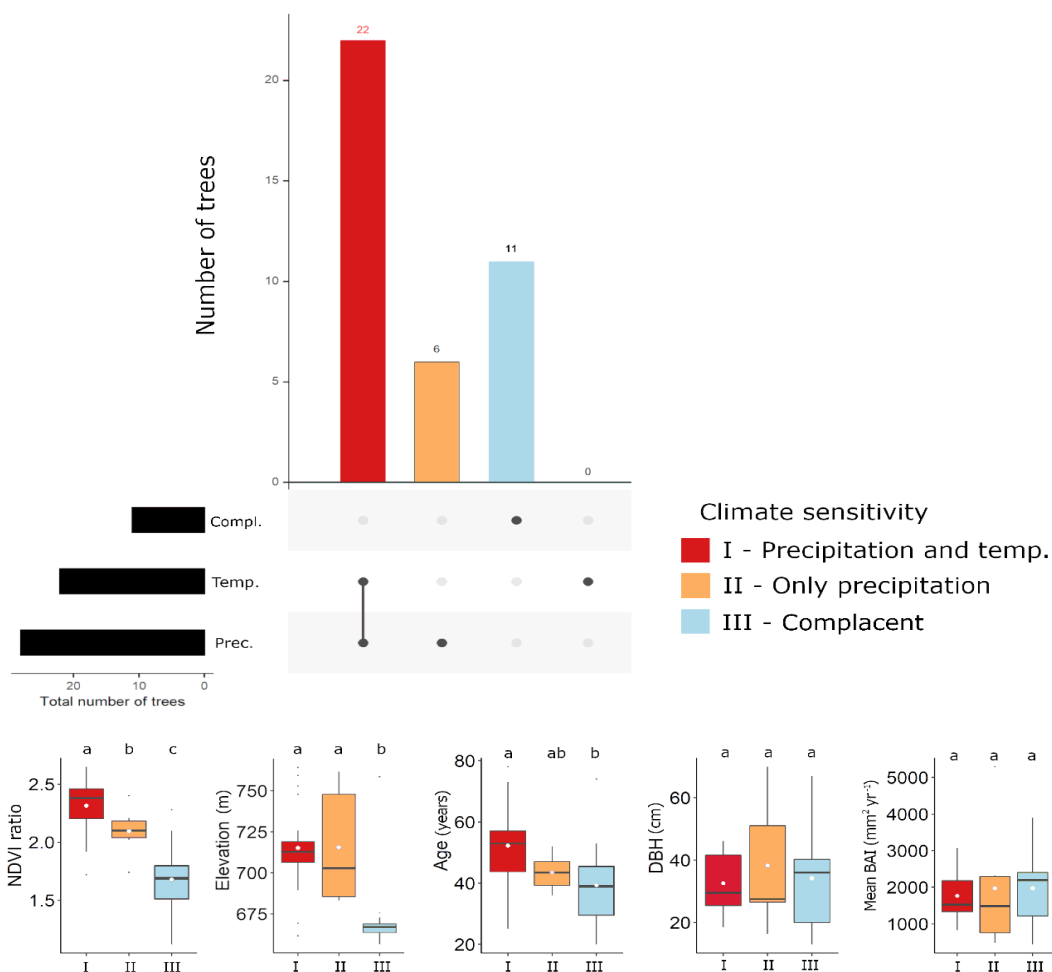 22
20
15
11
10
6
5
0
0
Number of trees
Compl.
Temp.
Prec.
20 10 0
Total number of trees
Climate sensitivity
I - Precipitation and temp.
II - Only precipitation
III - Complacent
a b c
2.5
2.0
1.5
NDVI ratio
I II III
a a b
750
725
700
675
Elevation (m)
I II III
a ab b
80
60
40
20
Age (years)
I II III
a a a
60
40
20
DBH (cm)
I II III
a a a
5000
4000
3000
2000
1000
Mean BAI (mm² yr⁻¹)
I II III